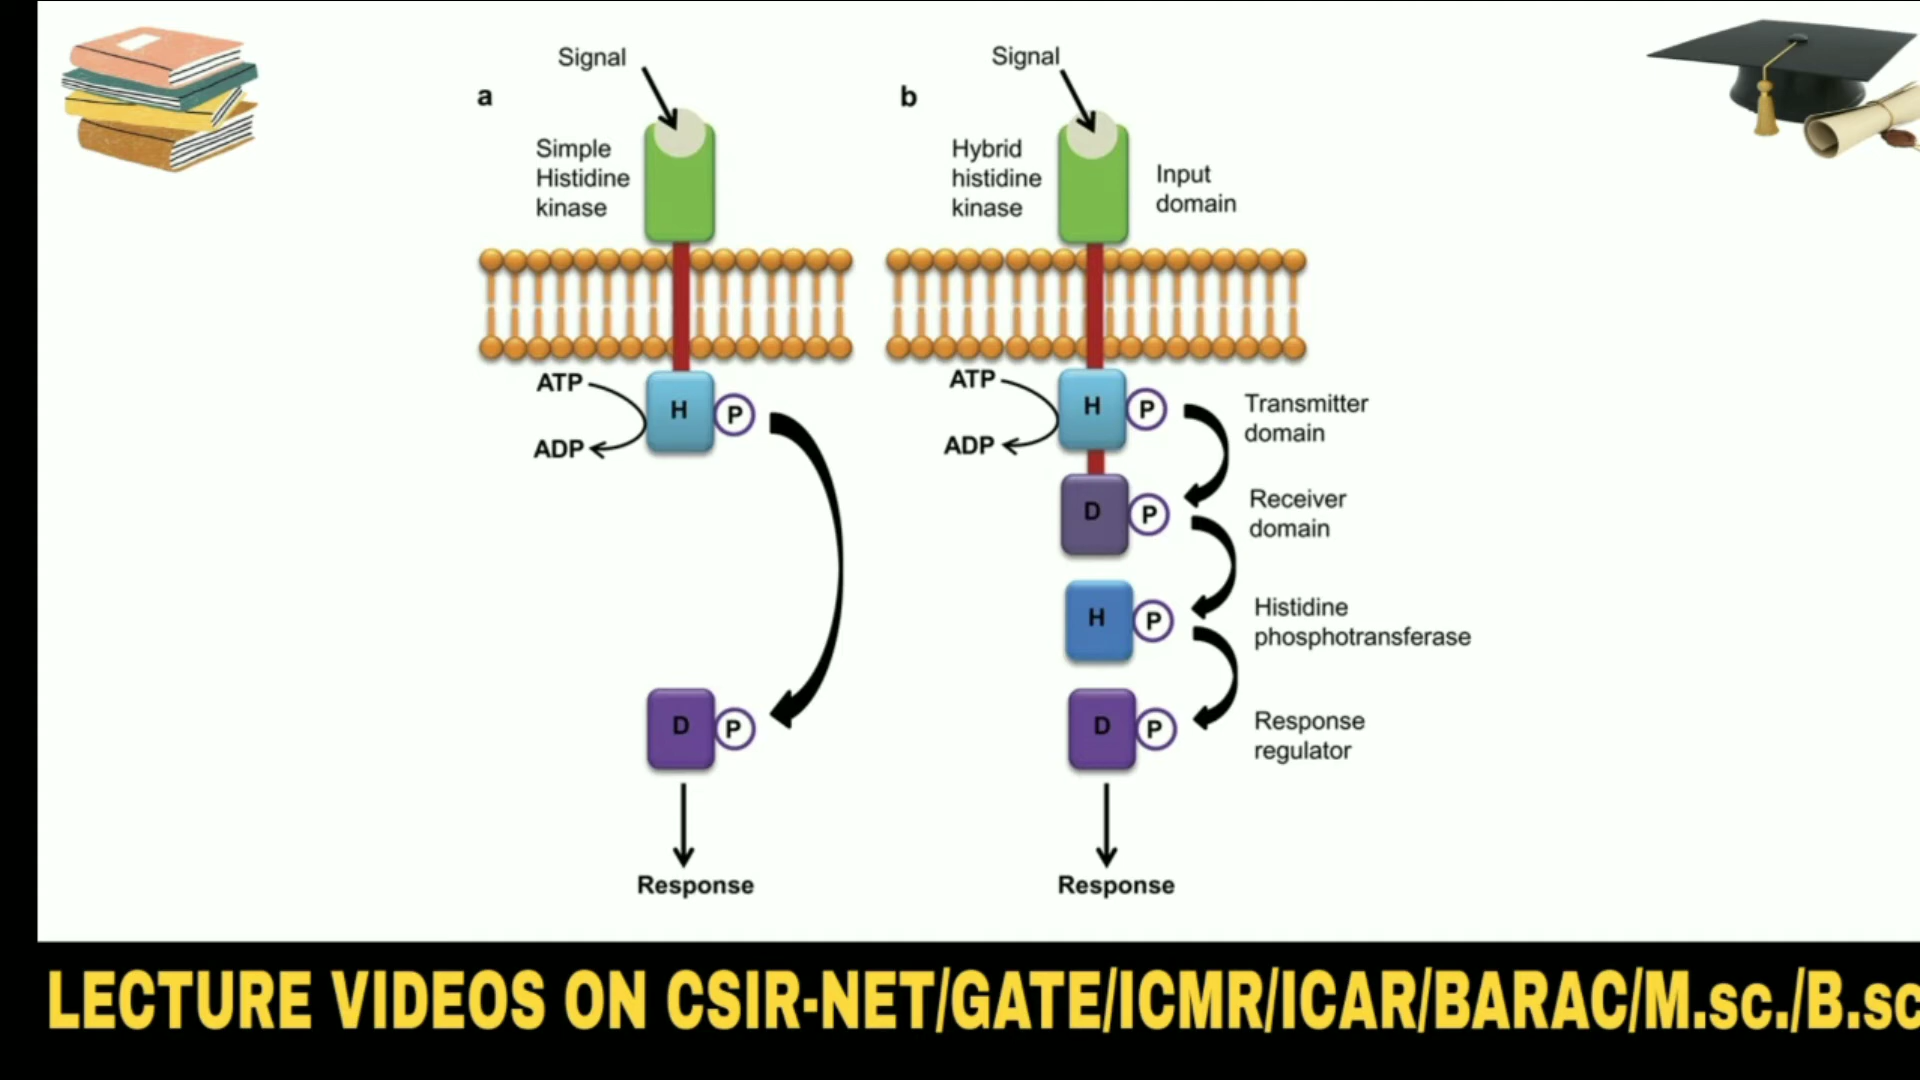 Signal
a
Simple
Histidine
kinase
ATP
H
P
ADP
D
P
Response
Signal
b
Hybrid
histidine
kinase
Input
domain
ATP
H
P
ADP
Transmitter
domain
D
P
Receiver
domain
H
P
Histidine
phosphotransferase
D
P
Response
regulator
Response
LECTURE VIDEOS ON CSIR-NET/GATE/ICMR/ICAR/BARAC/M.sc./B.sc